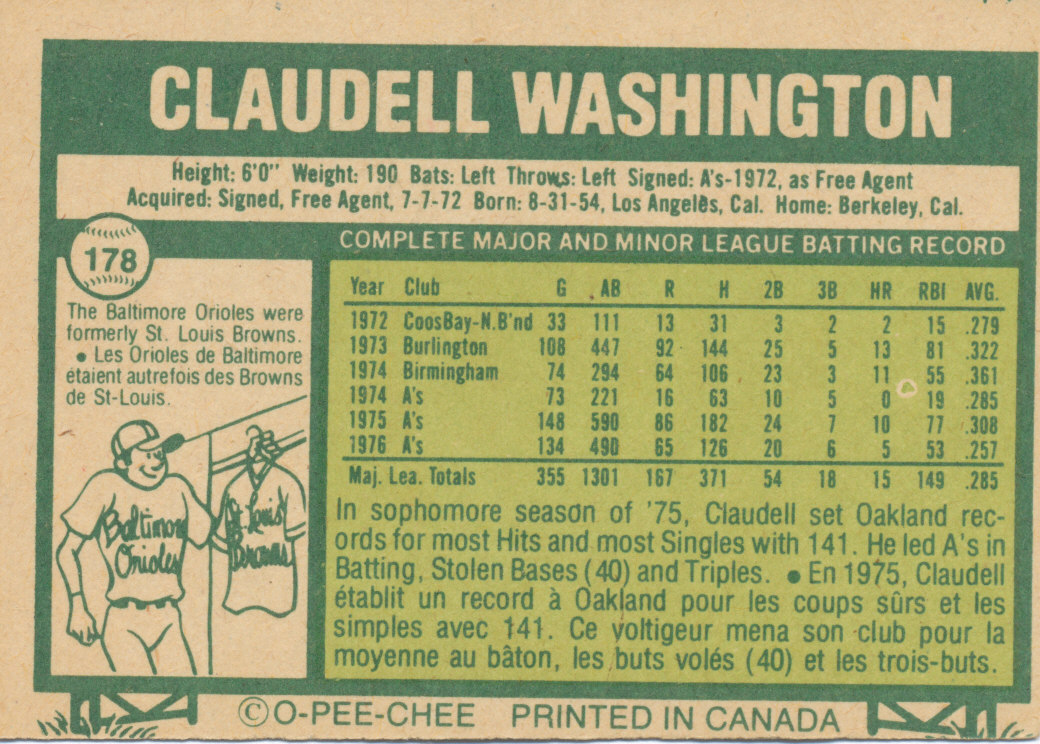 CLAUDELL WASHINGTON
Height: 6'0" Weight: 190 Bats: Left Throws: Left Signed: A's-1972, as Free Agent
Acquired: Signed, Free Agent, 7-7-72 Born: 8-31-54, Los Angeles, Cal. Home: Berkeley, Cal.
178
The Baltimore Orioles were
formerly St. Louis Browns.
• Les Orioles de Baltimore
étaient autrefois des Browns
de St-Louis.
Baltimore
Orioles
St. Louis
Browns
COMPLETE MAJOR AND MINOR LEAGUE BATTING RECORD
Year Club G AB R H 2B 3B HR RBI AVG.
1972 CoosBay-N.B'nd 33 111 13 31 3 2 2 15 .279
1973 Burlington 108 447 92 144 25 5 13 81 .322
1974 Birmingham 74 294 64 106 23 3 11 55 .361
1974 A's 73 221 16 63 10 5 0 19 .285
1975 A's 148 590 86 182 24 7 10 77 .308
1976 A's 134 490 65 126 20 6 5 53 .257
Maj. Lea. Totals 355 1301 167 371 54 18 15 149 .285
In sophomore season of '75, Claudell set Oakland rec-
ords for most Hits and most Singles with 141. He led A's in
Batting, Stolen Bases (40) and Triples. • En 1975, Claudell
établit un record à Oakland pour les coups sûrs et les
simples avec 141. Ce voltigeur mena son club pour la
moyenne au bâton, les buts volés (40) et les trois-buts.
©O-PEE-CHEE PRINTED IN CANADA